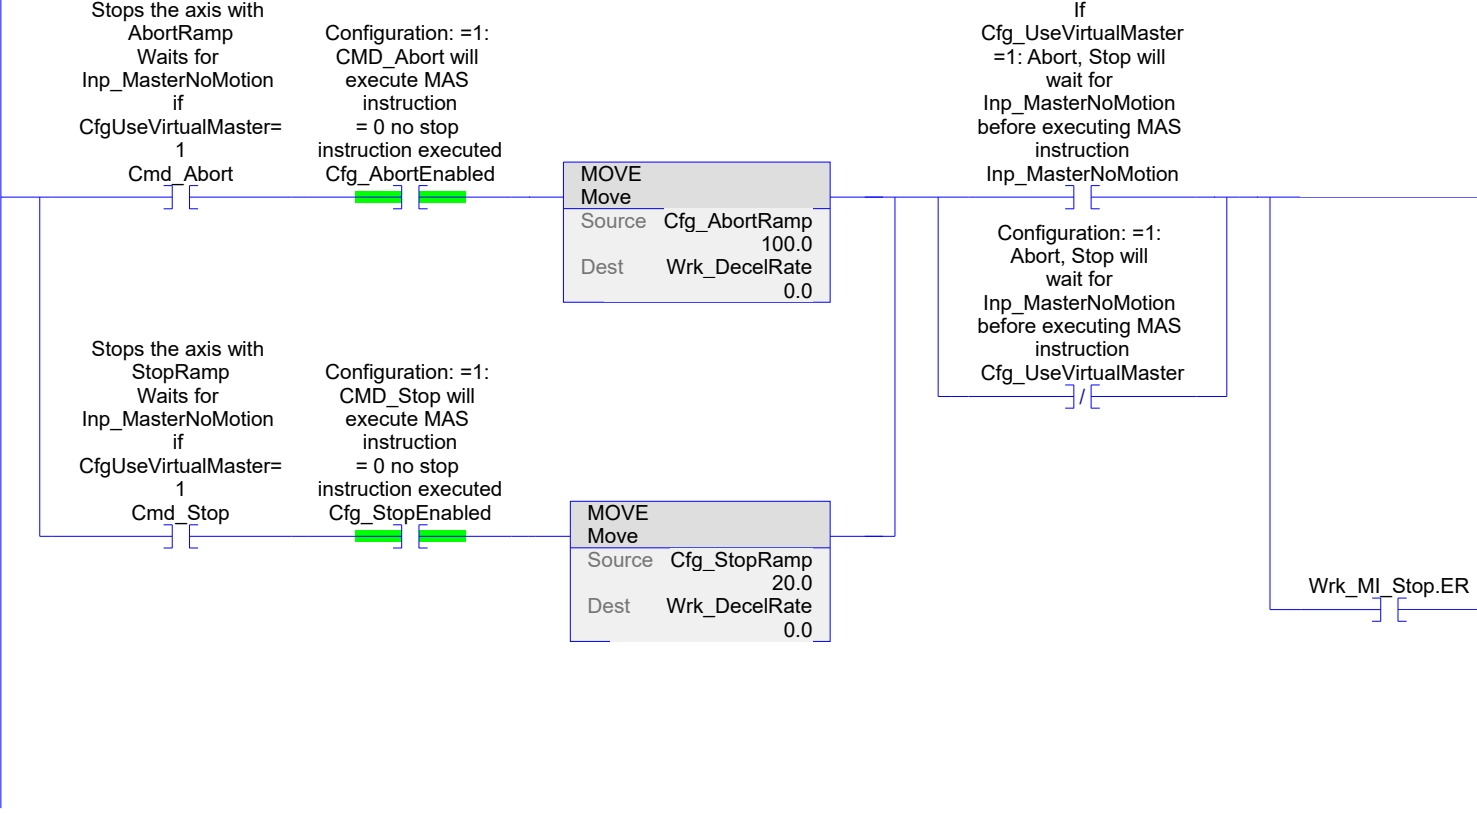 Stops the axis with
AbortRamp
Waits for
Inp_MasterNoMotion
if
CfgUseVirtualMaster=
1
Cmd_Abort
Configuration: =1:
CMD_Abort will
execute MAS
instruction
= 0 no stop
instruction executed
Cfg_AbortEnabled
MOVE
Move
Source Cfg_AbortRamp
100.0
Dest Wrk_DecelRate
0.0
If
Cfg_UseVirtualMaster
=1: Abort, Stop will
wait for
Inp_MasterNoMotion
before executing MAS
instruction
Inp_MasterNoMotion
Configuration: =1:
Abort, Stop will
wait for
Inp_MasterNoMotion
before executing MAS
instruction
Cfg_UseVirtualMaster
/
Stops the axis with
StopRamp
Waits for
Inp_MasterNoMotion
if
CfgUseVirtualMaster=
1
Cmd_Stop
Configuration: =1:
CMD_Stop will
execute MAS
instruction
= 0 no stop
instruction executed
Cfg_StopEnabled
MOVE
Move
Source Cfg_StopRamp
20.0
Dest Wrk_DecelRate
0.0
Wrk_MI_Stop.ER